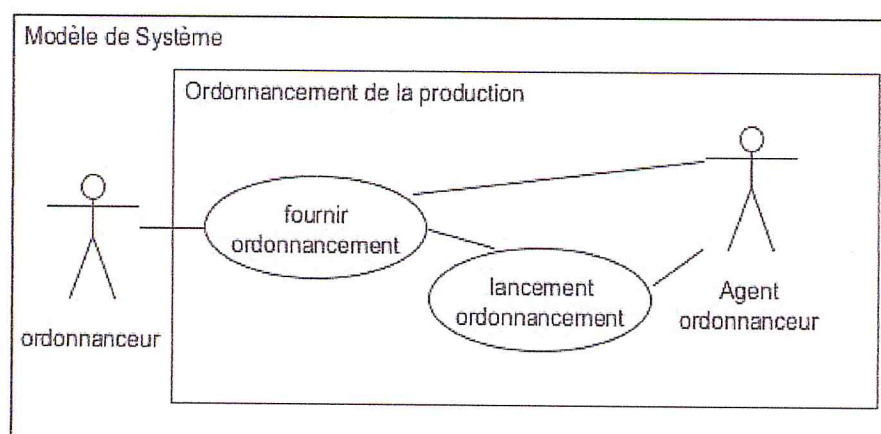 Modèle de Système
Ordonnancement de la production
fournir
ordonnancement
lancement
ordonnancement
Agent
ordonnanceur
ordonnanceur